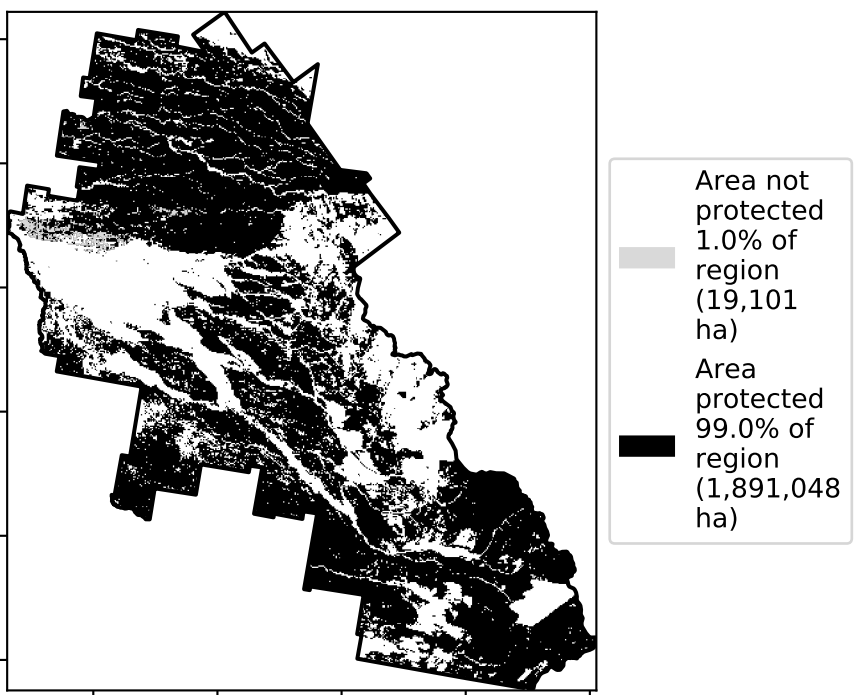 Area not
protected
1.0% of
region
(19,101
ha)
Area
protected
99.0% of
region
(1,891,048
ha)